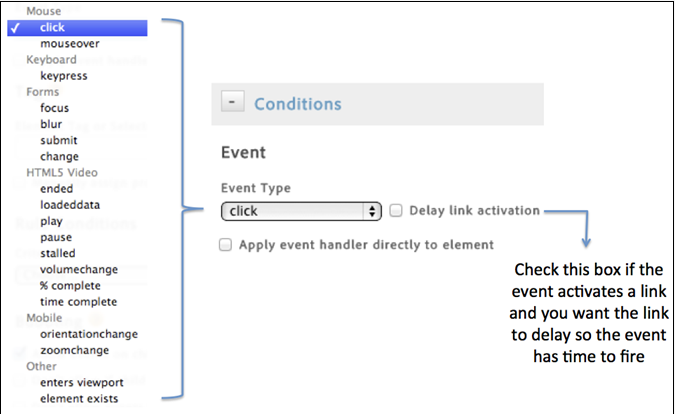 Mouse
✓ click
mouseover
Keyboard
keypress
Forms
focus
blur
submit
change
HTML5 Video
ended
loadeddata
play
pause
stalled
volumechange
% complete
time complete
Mobile
orientationchange
zoomchange
Other
enters viewport
element exists
- Conditions
Event
Event Type
click Delay link activation
Apply event handler directly to element
Check this box if the
event activates a link
and you want the link
to delay so the event
has time to fire